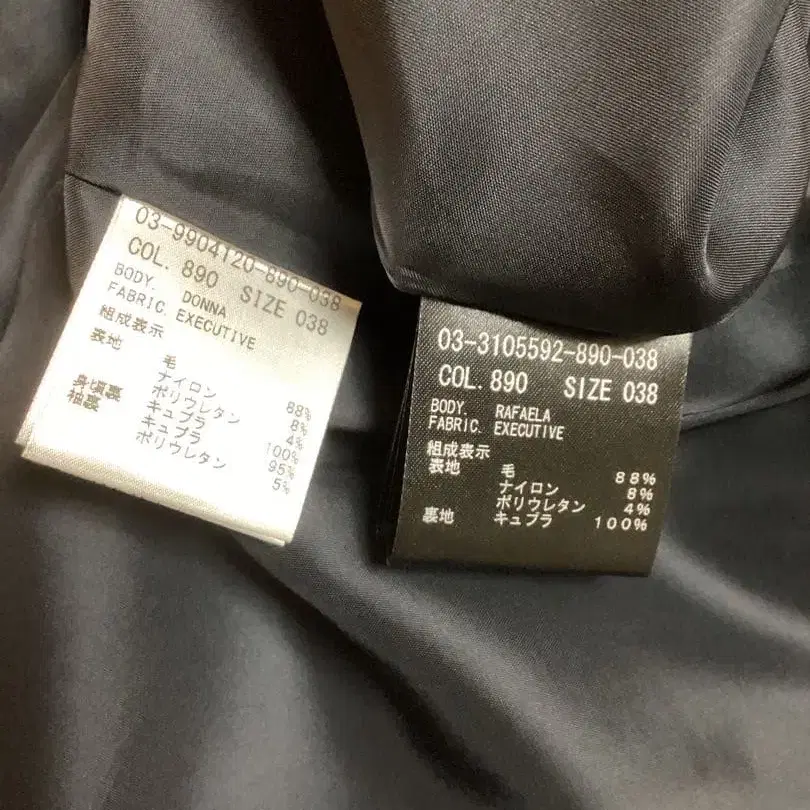 03-9904120-890-038
COL. 890 SIZE 038
BODY. DONNA
FABRIC. EXECUTIVE
組成表示
表地 毛 88%
ナイロン 8%
ポリウレタン 4%
身頃裏 キュプラ 100%
袖裏 キュプラ 95%
ポリウレタン 5%
03-3105592-890-038
COL. 890 SIZE 038
BODY. RAFAELA
FABRIC. EXECUTIVE
組成表示
表地 毛 88%
ナイロン 8%
ポリウレタン 4%
裏地 キュプラ 100%